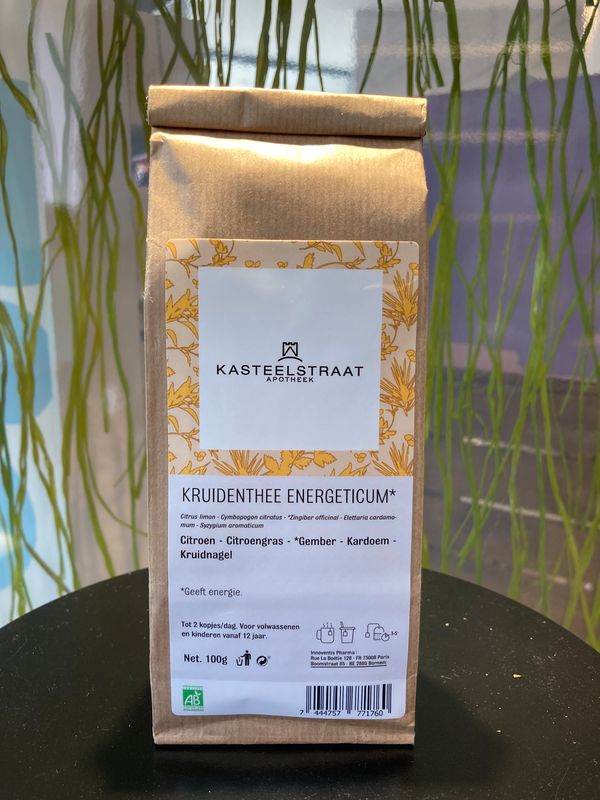 KASTEELSTRAAT
APOTHEEK
KRUIDENTHEE ENERGETICUM*
Citrus limon - Cymbopogon citratus - *Zingiber officinal - Elettaria cardamo-
mum - Syzygium aromaticum
Citroen - Citroengras - *Gember - Kardoem -
Kruidnagel
*Geeft energie.
Tot 2 kopjes/dag. Voor volwassenen
en kinderen vanaf 12 jaar.
3-5'
Innoventis Pharma :
Rue La Boétie 128 - FR 75008 Paris
Boomstraat 85 - BE 2880 Bornem
Net. 100g
AB
7 444757 771760